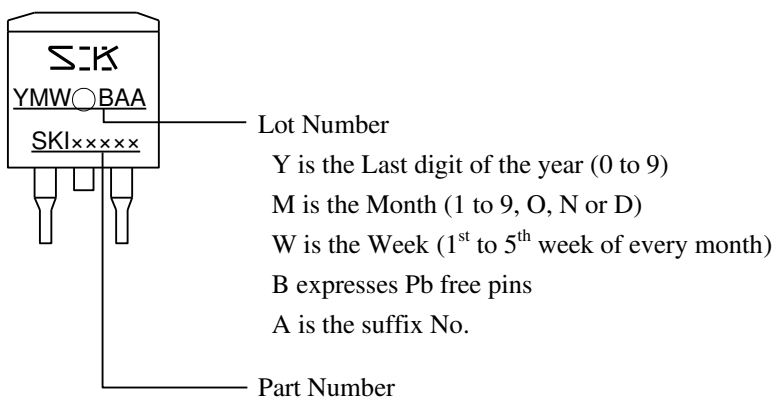 SK
YMW○BAA
SKI×××××
Lot Number
Y is the Last digit of the year (0 to 9)
M is the Month (1 to 9, O, N or D)
W is the Week (1st to 5th week of every month)
B expresses Pb free pins
A is the suffix No.
Part Number